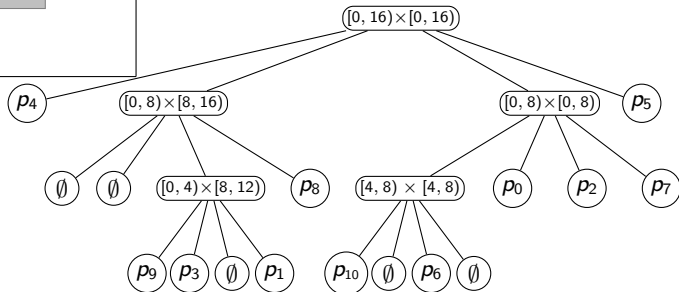 [0, 16)×[0, 16)
p4 [0, 8)×[8, 16) [0, 8)×[0, 8) p5
∅ ∅ [0, 4)×[8, 12) p8 [4, 8) × [4, 8) p0 p2 p7
p9 p3 ∅ p1 p10 ∅ p6 ∅